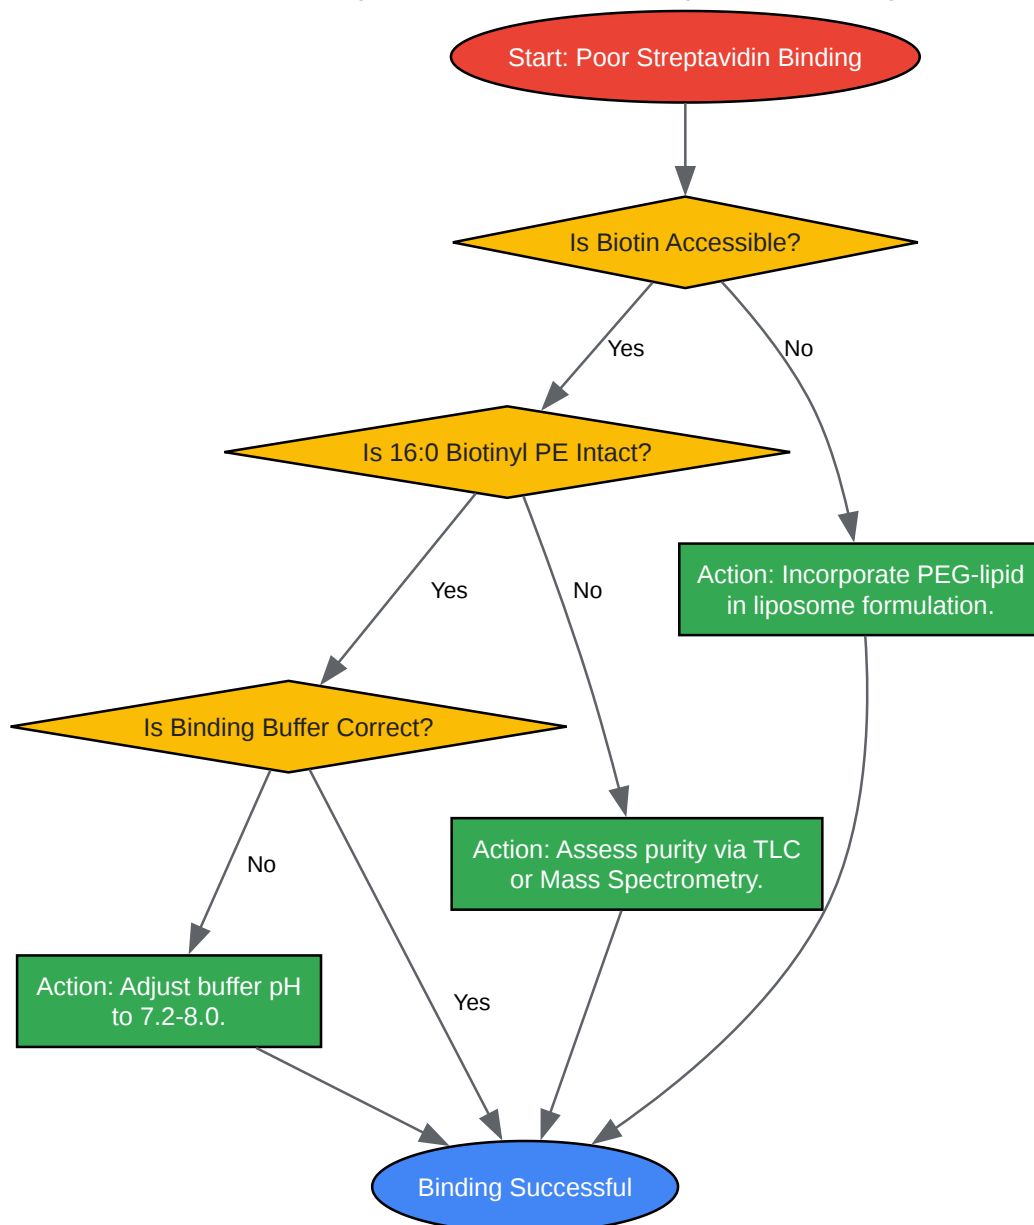 Start: Poor Streptavidin Binding
Is Biotin Accessible?
Yes
No
Is 16:0 Biotinyl PE Intact?
Action: Incorporate PEG-lipid
in liposome formulation.
Yes
No
Is Binding Buffer Correct?
Action: Assess purity via TLC
or Mass Spectrometry.
No
Action: Adjust buffer pH
to 7.2-8.0.
Yes
Binding Successful